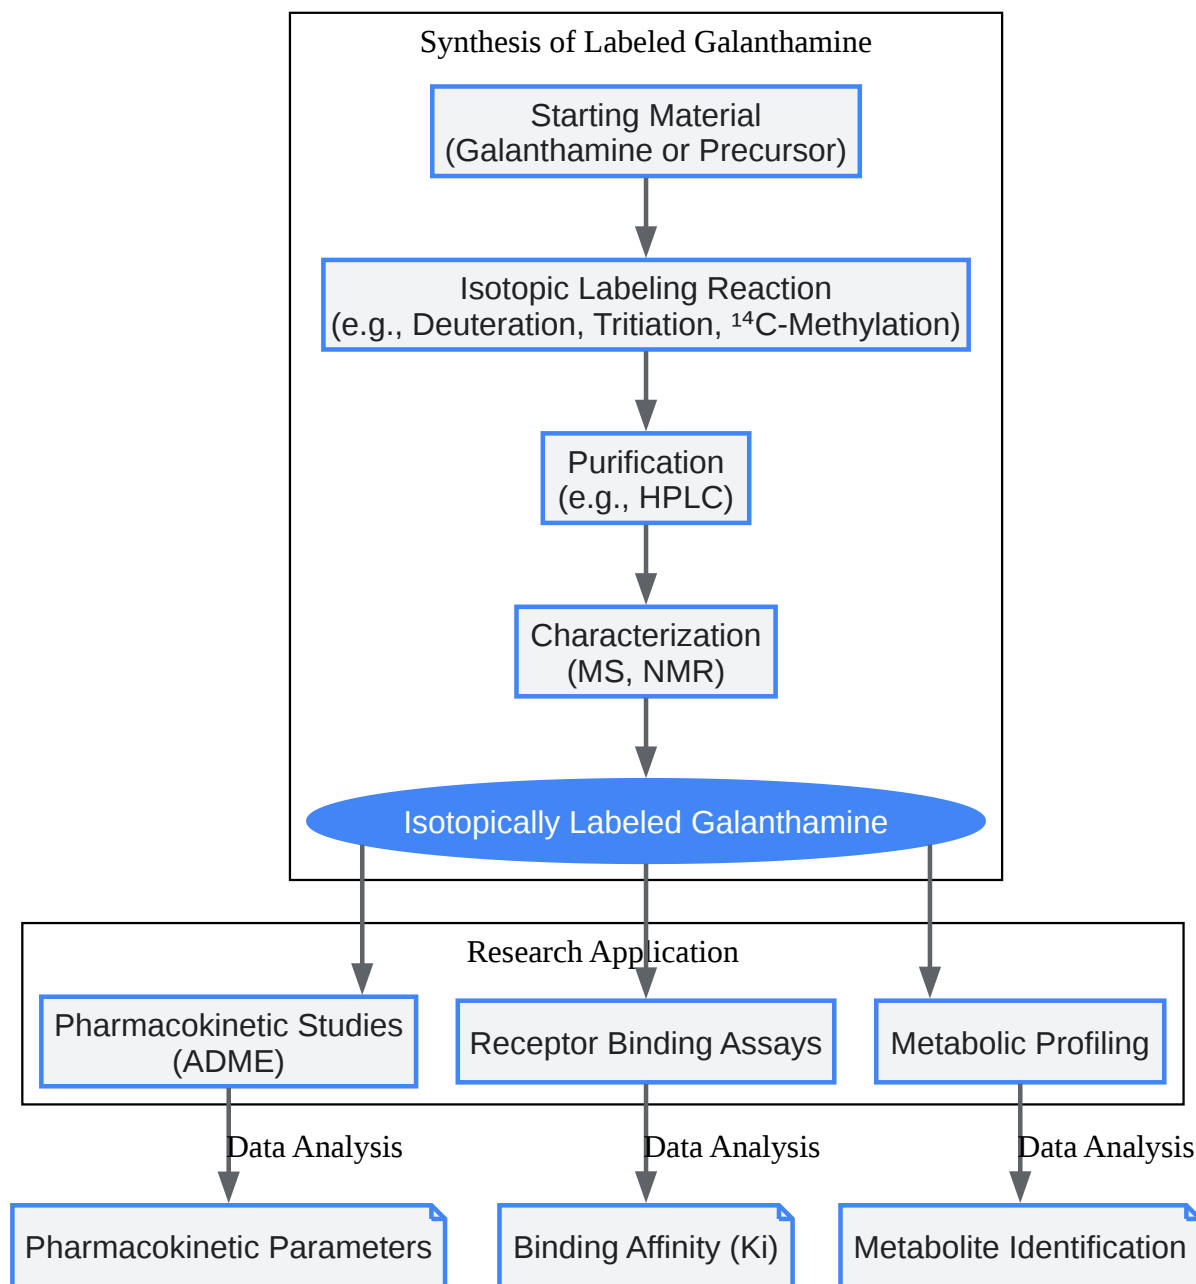 Synthesis of Labeled Galanthamine
Starting Material
(Galanthamine or Precursor)
Isotopic Labeling Reaction
(e.g., Deuteration, Tritiation, ¹⁴C-Methylation)
Purification
(e.g., HPLC)
Characterization
(MS, NMR)
Isotopically Labeled Galanthamine
Research Application
Pharmacokinetic Studies
(ADME)
Receptor Binding Assays
Metabolic Profiling
Data Analysis
Data Analysis
Data Analysis
Pharmacokinetic Parameters
Binding Affinity (Ki)
Metabolite Identification